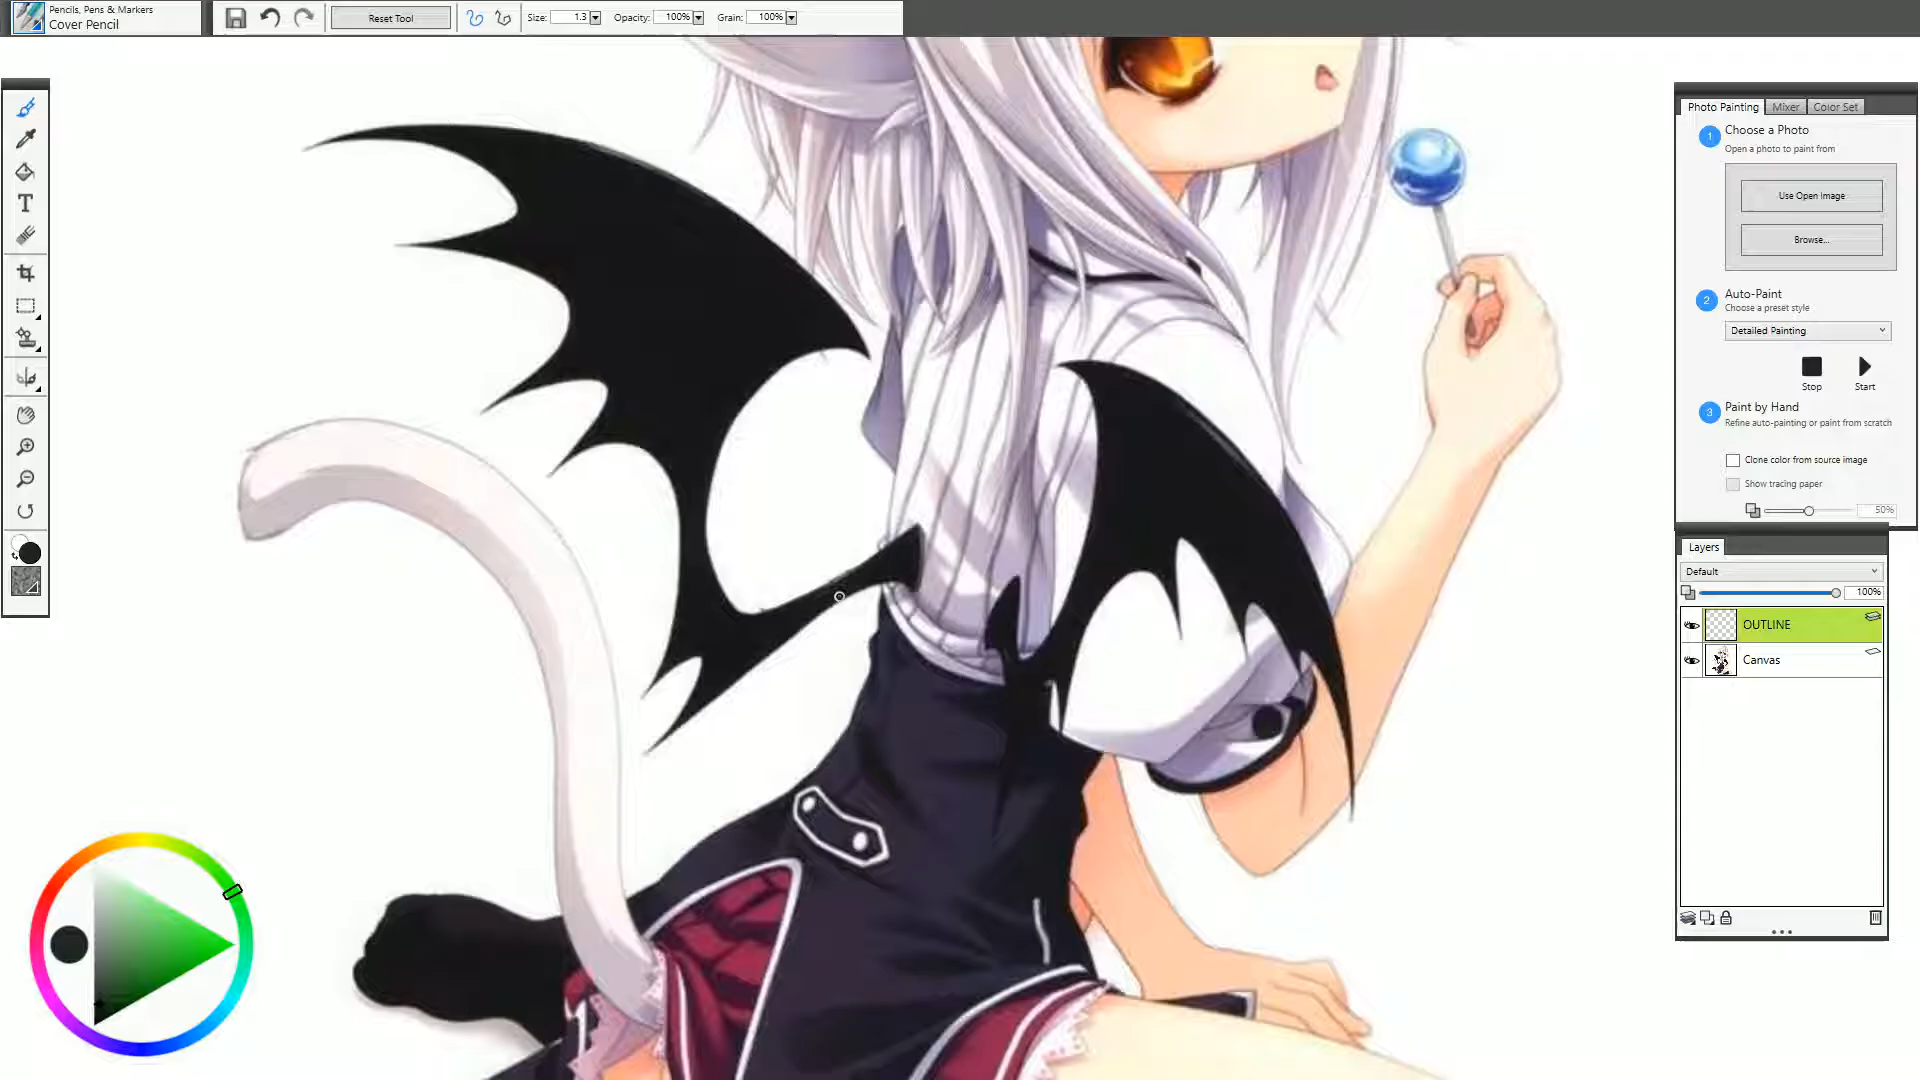 Pencils, Pens & Markers
Cover Pencil
Reset Tool
Size: 1.3
Opacity: 100%
Grain: 100%
T
Photo Painting
Mixer
Color Set
1
Choose a Photo
Open a photo to paint from
Use Open Image
Browse...
2
Auto-Paint
Choose a preset style
Detailed Painting
Stop
Start
3
Paint by Hand
Refine auto-painting or paint from scratch
Clone color from source image
Show tracing paper
50%
Layers
Default
100%
OUTLINE
Canvas